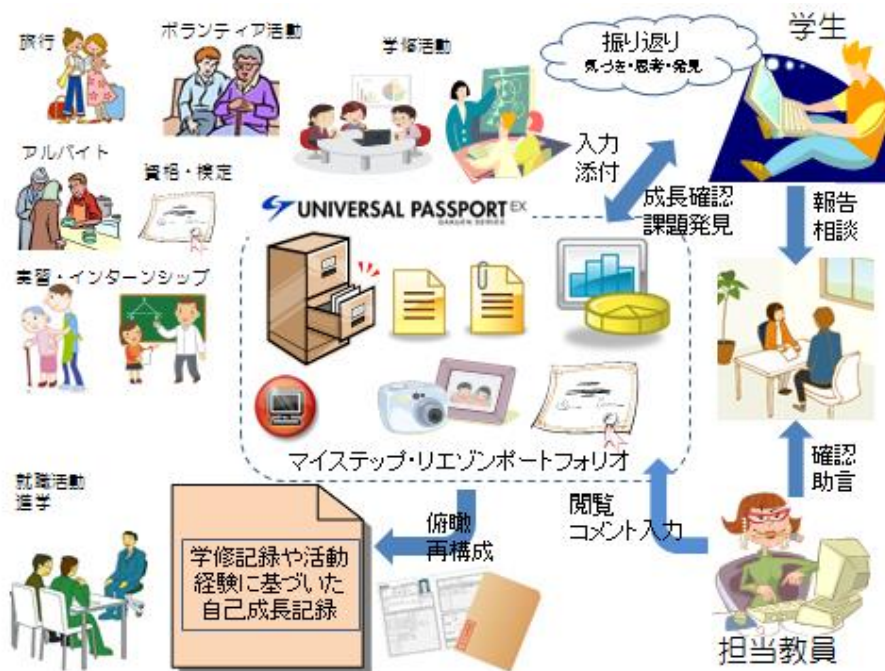 旅行
ボランティア活動
学修活動
振り返り
気づき・思考・発見
学生
アルバイト
資格・検定
入力
添付
成長確認
課題発見
報告
相談
UNIVERSAL PASSPORT EX
実習・インターンシップ
マイステップ・リエゾンポートフォリオ
確認
助言
就職活動
進学
俯瞰
再構成
閲覧
コメント入力
学修記録や活動
経験に基づいた
自己成長記録
担当教員